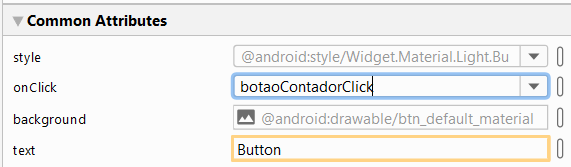 Common Attributes
style @android:style/Widget.Material.Light.Bu
onClick botaoContadorClick
background @android:drawable/btn_default_material
text Button